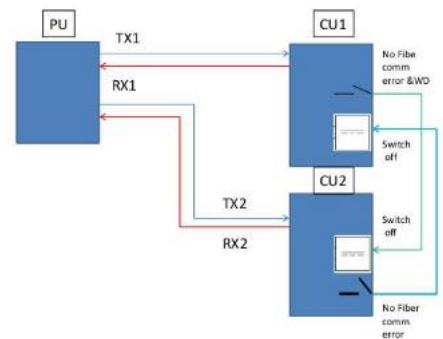 PU
TX1
CU1
No Fibe
comm
error &WD
RX1
Switch
off
CU2
TX2
Switch
off
RX2
No Fiber
comm
error